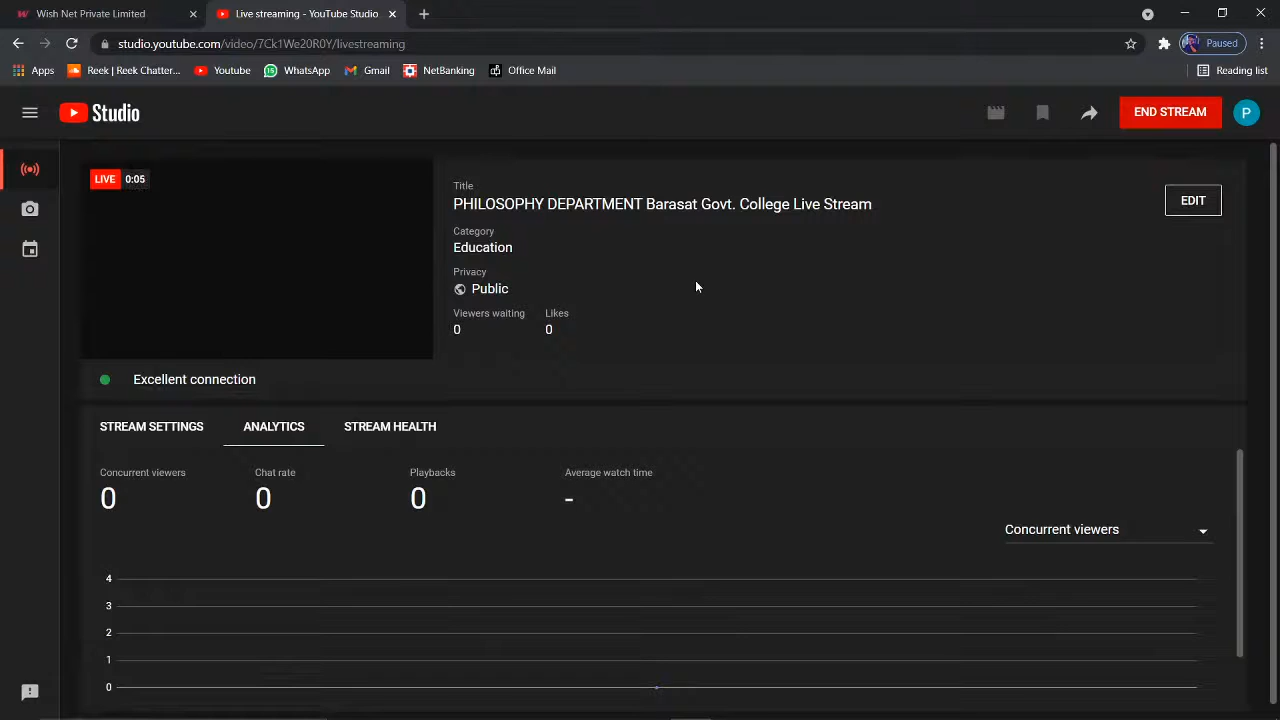 Wish Net Private Limited
Live streaming - YouTube Studio
studio.youtube.com/video/7Ck1We20R0Y/livestreaming
Paused
Apps
Reek | Reek Chatter...
Youtube
WhatsApp
Gmail
NetBanking
Office Mail
Reading list
Studio
END STREAM
P
LIVE 0:05
Title
PHILOSOPHY DEPARTMENT Barasat Govt. College Live Stream
EDIT
Category
Education
Privacy
Public
Viewers waiting Likes
0 0
Excellent connection
STREAM SETTINGS ANALYTICS STREAM HEALTH
Concurrent viewers Chat rate Playbacks Average watch time
0 0 0 -
Concurrent viewers
4
3
2
1
0